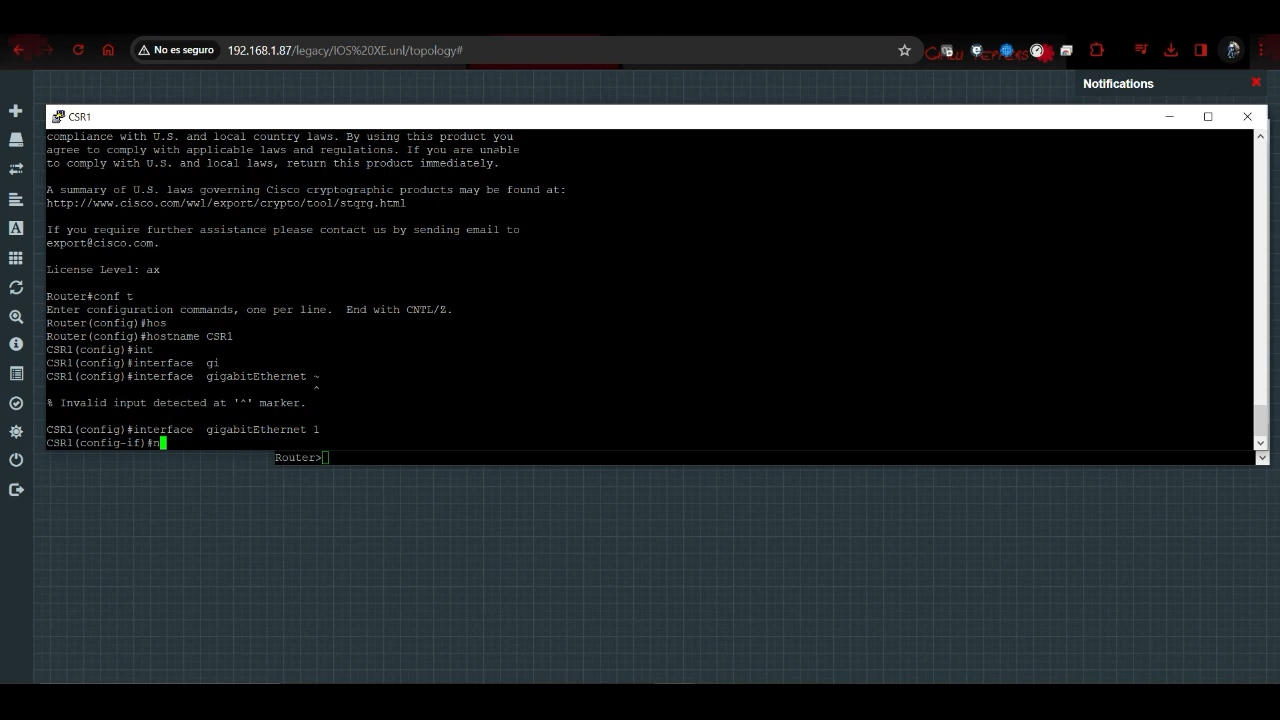 No es seguro
192.168.1.87/legacy/IOS%20XE.unl/topology#
Notifications
CSR1
compliance with U.S. and local country laws. By using this product you
agree to comply with applicable laws and regulations. If you are unable
to comply with U.S. and local laws, return this product immediately.
A summary of U.S. laws governing Cisco cryptographic products may be found at:
http://www.cisco.com/wwl/export/crypto/tool/stqrg.html
If you require further assistance please contact us by sending email to
export@cisco.com.
License Level: ax
Router#conf t
Enter configuration commands, one per line.  End with CNTL/Z.
Router(config)#hos
Router(config)#hostname CSR1
CSR1(config)#int
CSR1(config)#interface  gi
CSR1(config)#interface  gigabitEthernet ~
^
% Invalid input detected at '^' marker.
CSR1(config)#interface  gigabitEthernet 1
CSR1(config-if)#n
Router>